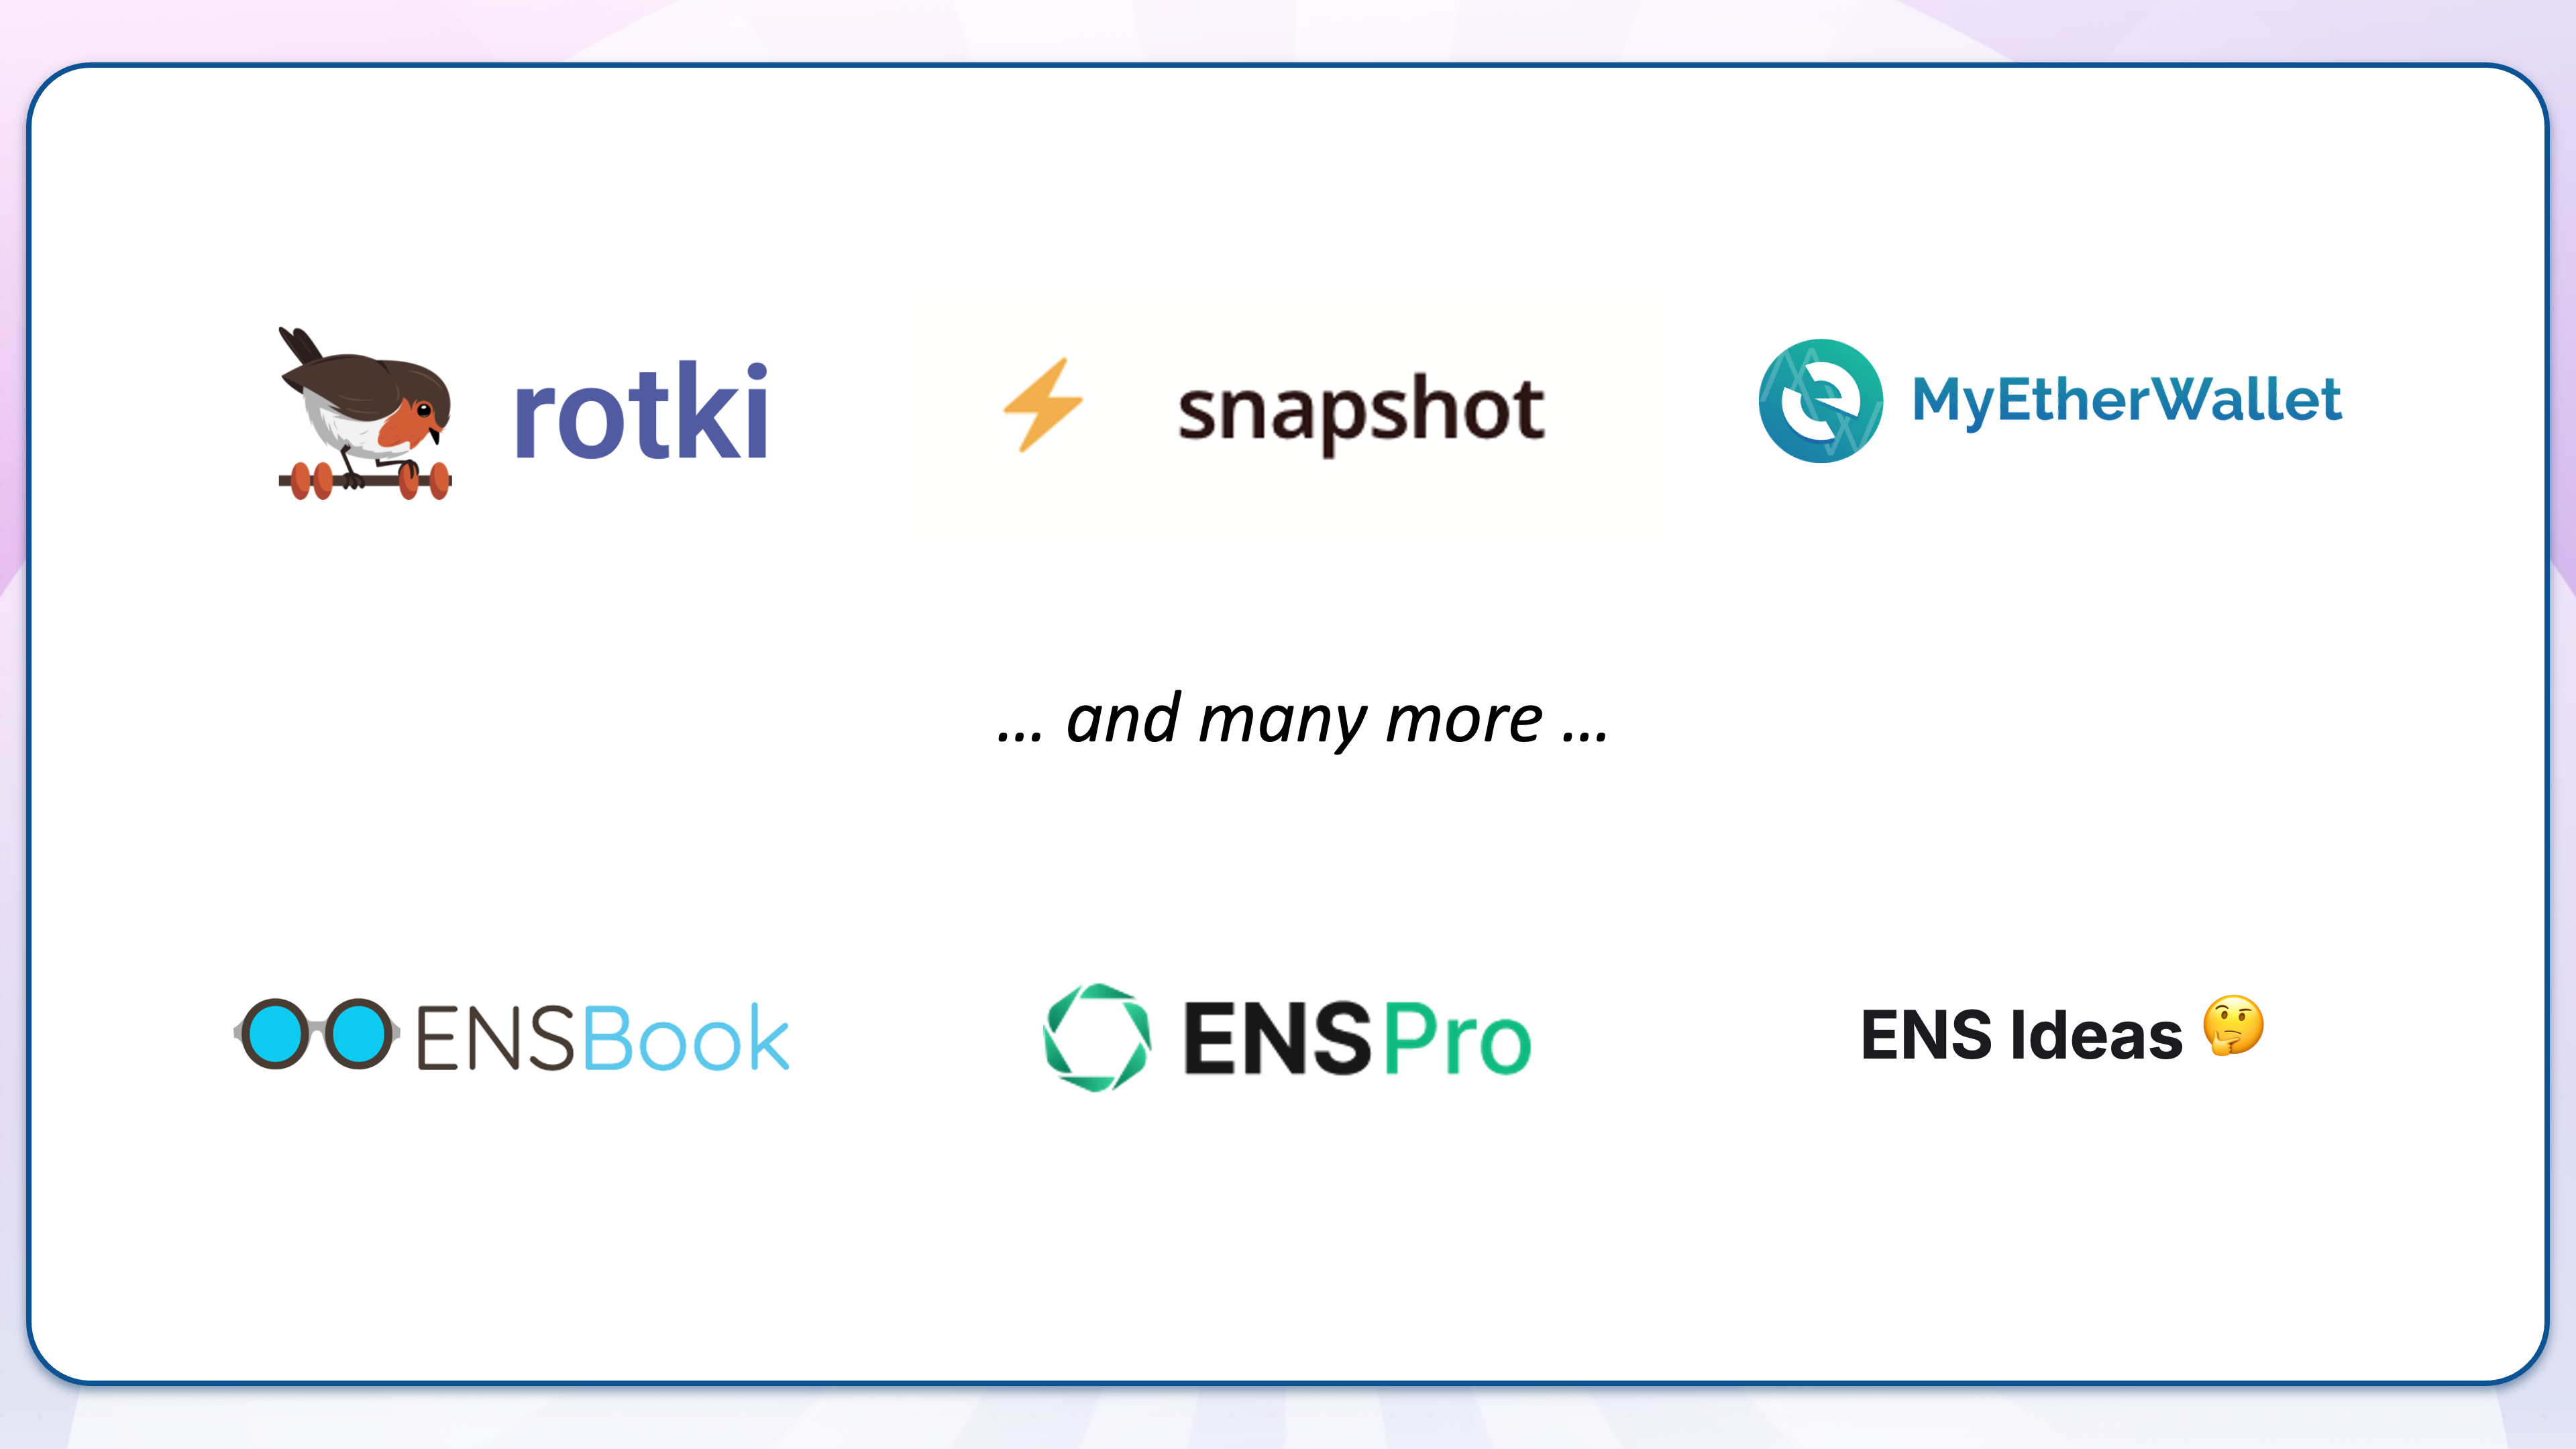 rotki
snapshot
MyEtherWallet
... and many more ...
ENSBook
ENSPro
ENS Ideas 🤔